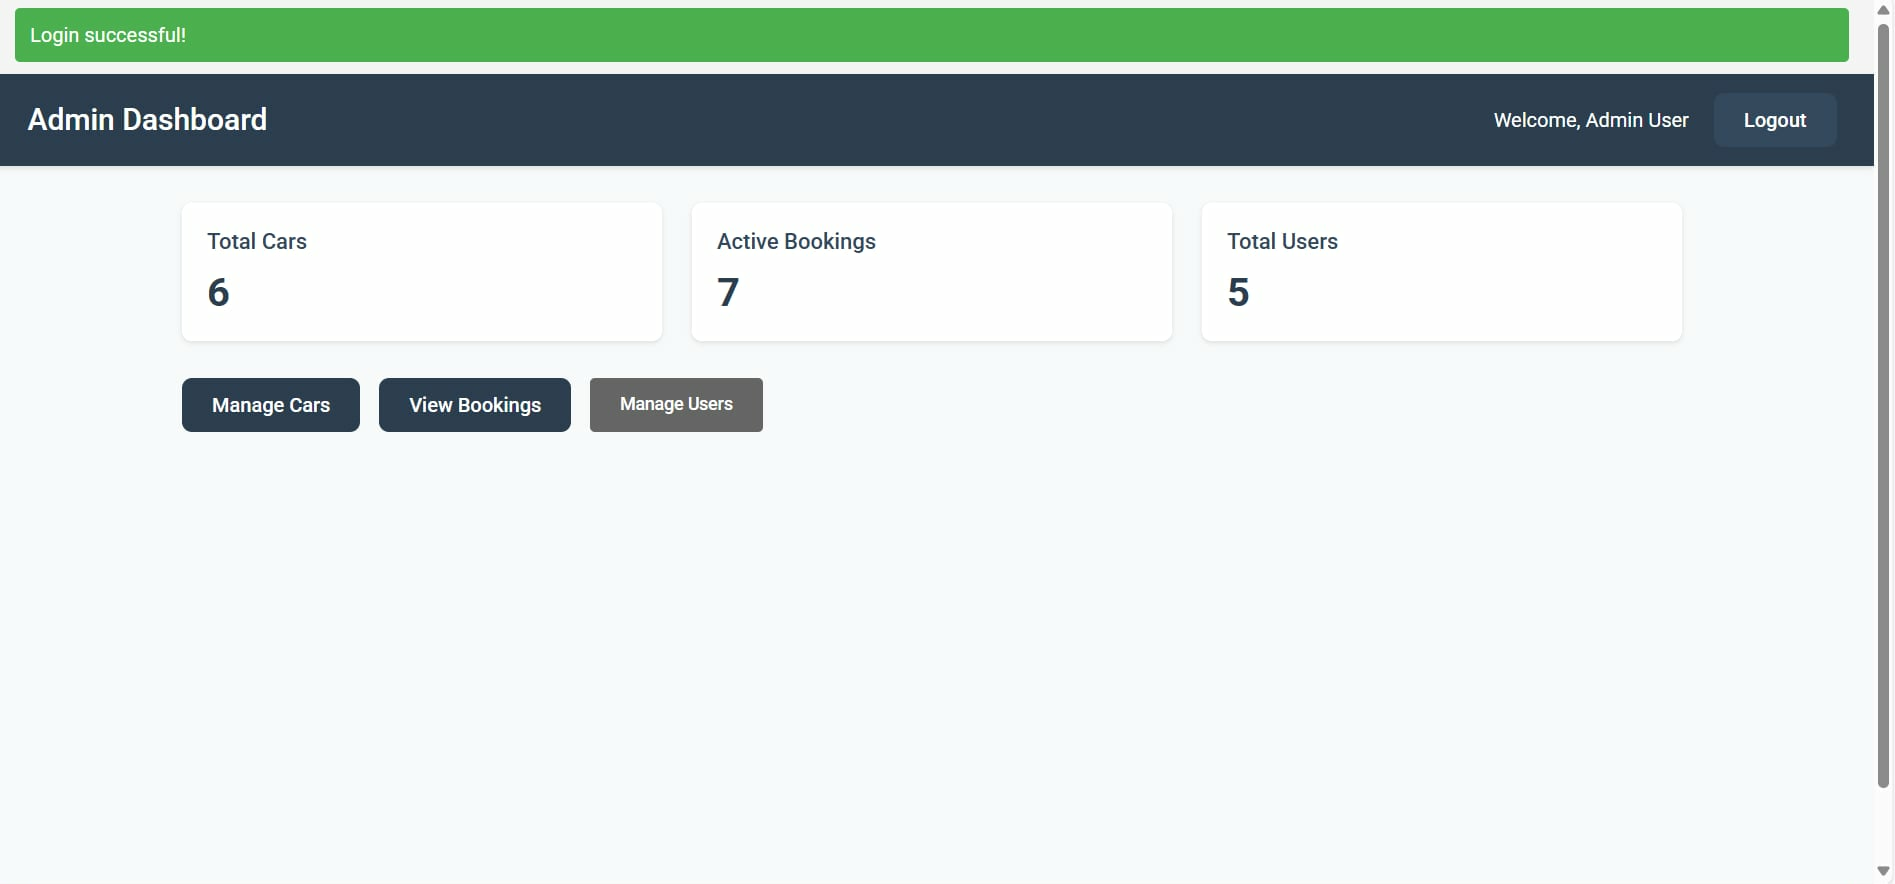 Login successful!
Admin Dashboard
Welcome, Admin User
Logout
Total Cars
6
Active Bookings
7
Total Users
5
Manage Cars
View Bookings
Manage Users